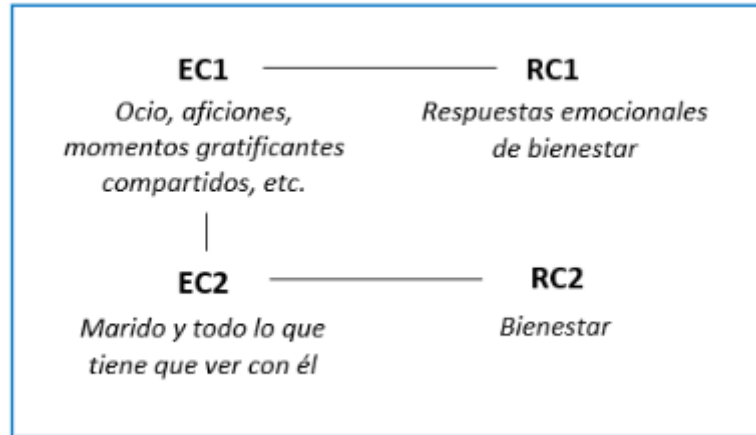 EC1
RC1
Ocio, aficiones,
momentos gratificantes
compartidos, etc.
Respuestas emocionales
de bienestar
EC2
RC2
Marido y todo lo que
tiene que ver con él
Bienestar